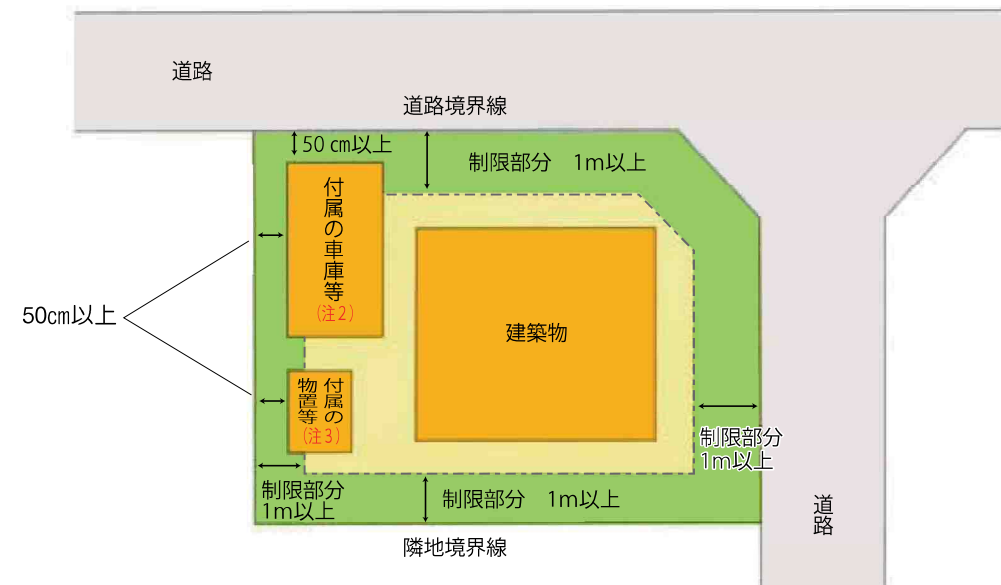 道路
道路境界線
50 cm以上
制限部分　1m以上
付属の車庫等
(注2)
50cm以上
建築物
付属の
物置等
(注3)
制限部分
1m以上
制限部分
1m以上
制限部分　1m以上
道路
隣地境界線